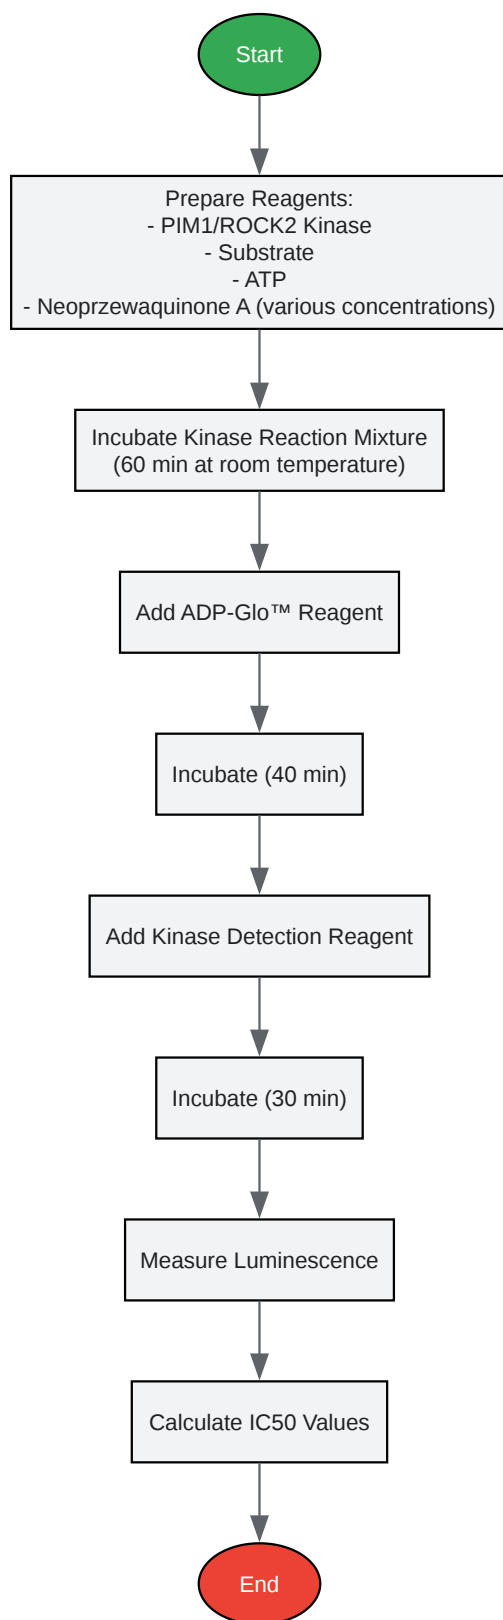 Start
Prepare Reagents:
- PIM1/ROCK2 Kinase
- Substrate
- ATP
- Neoprzewaquinone A (various concentrations)
Incubate Kinase Reaction Mixture
(60 min at room temperature)
Add ADP-Glo™ Reagent
Incubate (40 min)
Add Kinase Detection Reagent
Incubate (30 min)
Measure Luminescence
Calculate IC50 Values
End